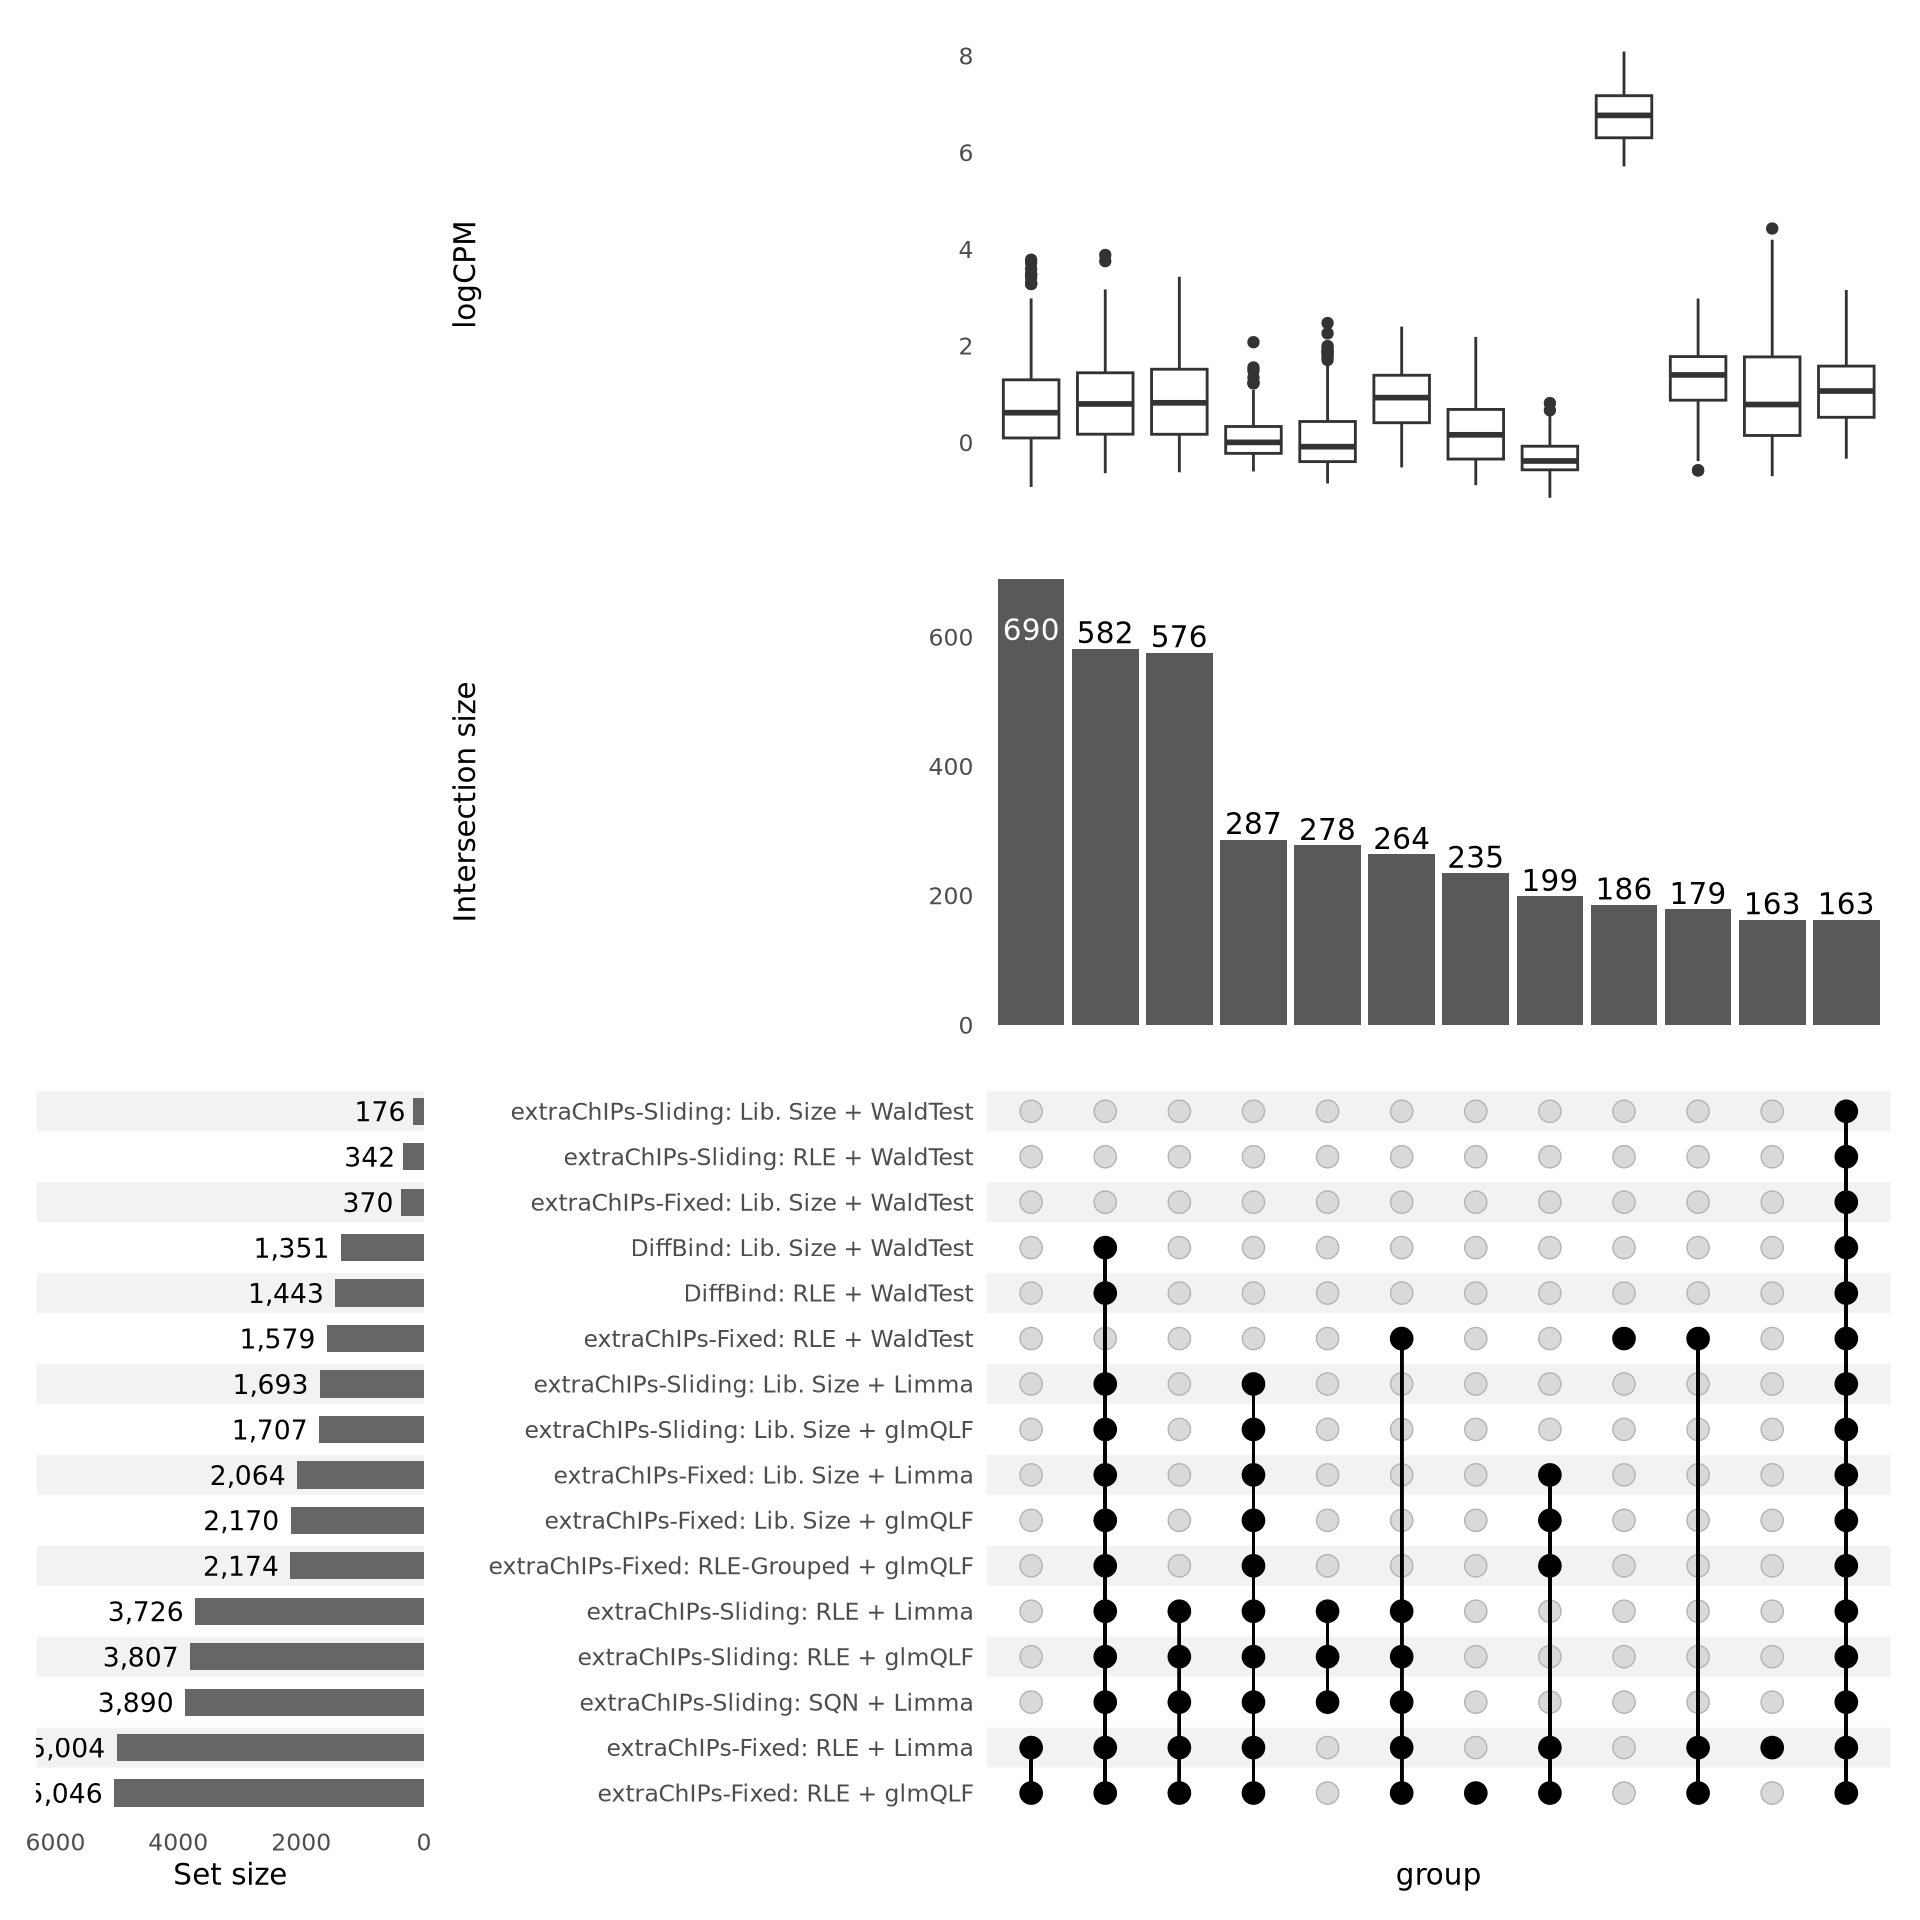 8
6
4
2
0
logCPM
600
400
200
0
Intersection size
690 582 576 287 278 264 235 199 186 179 163 163
176 extraChIPs-Sliding: Lib. Size + WaldTest
342 extraChIPs-Sliding: RLE + WaldTest
370 extraChIPs-Fixed: Lib. Size + WaldTest
1,351 DiffBind: Lib. Size + WaldTest
1,443 DiffBind: RLE + WaldTest
1,579 extraChIPs-Fixed: RLE + WaldTest
1,693 extraChIPs-Sliding: Lib. Size + Limma
1,707 extraChIPs-Sliding: Lib. Size + glmQLF
2,064 extraChIPs-Fixed: Lib. Size + Limma
2,170 extraChIPs-Fixed: Lib. Size + glmQLF
2,174 extraChIPs-Fixed: RLE-Grouped + glmQLF
3,726 extraChIPs-Sliding: RLE + Limma
3,807 extraChIPs-Sliding: RLE + glmQLF
3,890 extraChIPs-Sliding: SQN + Limma
5,004 extraChIPs-Fixed: RLE + Limma
5,046 extraChIPs-Fixed: RLE + glmQLF
6000 4000 2000 0
Set size
group